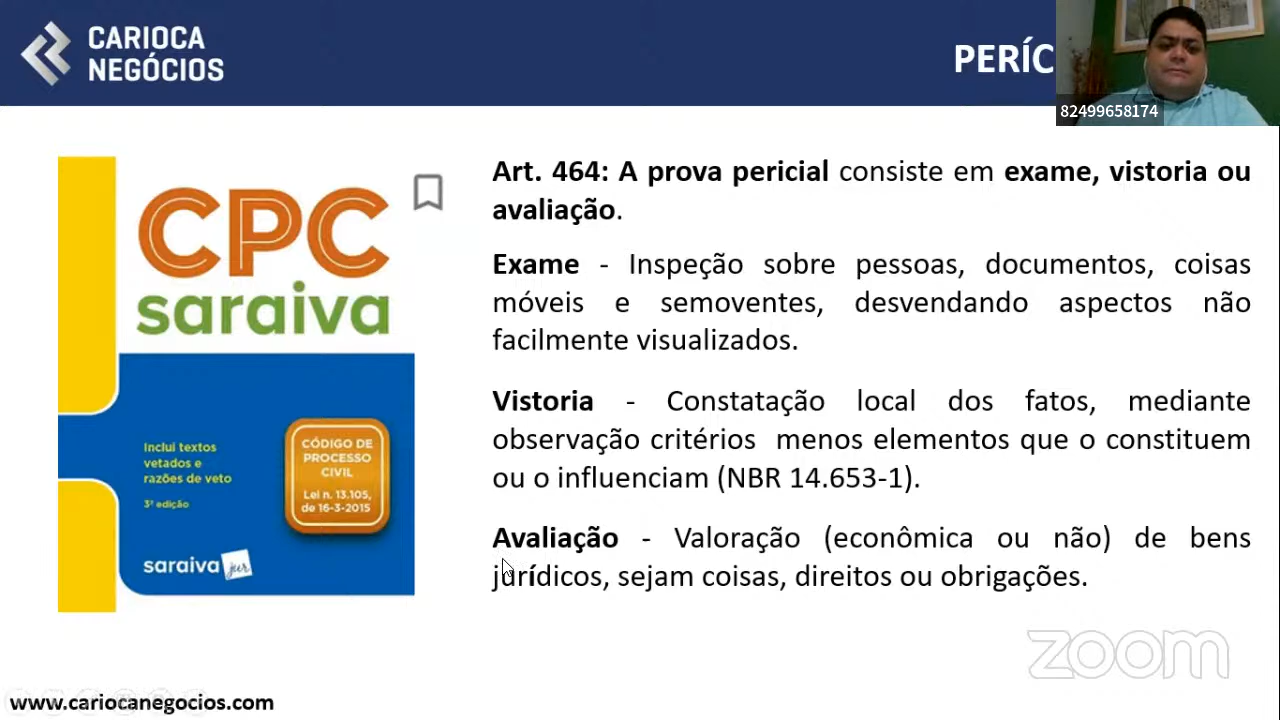 CARIOCA
NEGÓCIOS
PERÍC
82499658174
Art. 464: A prova pericial consiste em exame, vistoria ou
avaliação.
Exame - Inspeção sobre pessoas, documentos, coisas
móveis e semoventes, desvendando aspectos não
facilmente visualizados.
Vistoria - Constatação local dos fatos, mediante
observação critérios menos elementos que o constituem
ou o influenciam (NBR 14.653-1).
Avaliação - Valoração (econômica ou não) de bens
jurídicos, sejam coisas, direitos ou obrigações.
CPC
saraiva
Inclui textos
vetados e
razões de veto
3ª edição
CÓDIGO DE
PROCESSO
CIVIL
Lei n. 13.105,
de 16-3-2015
saraiva jur
zoom
www.cariocanegocios.com